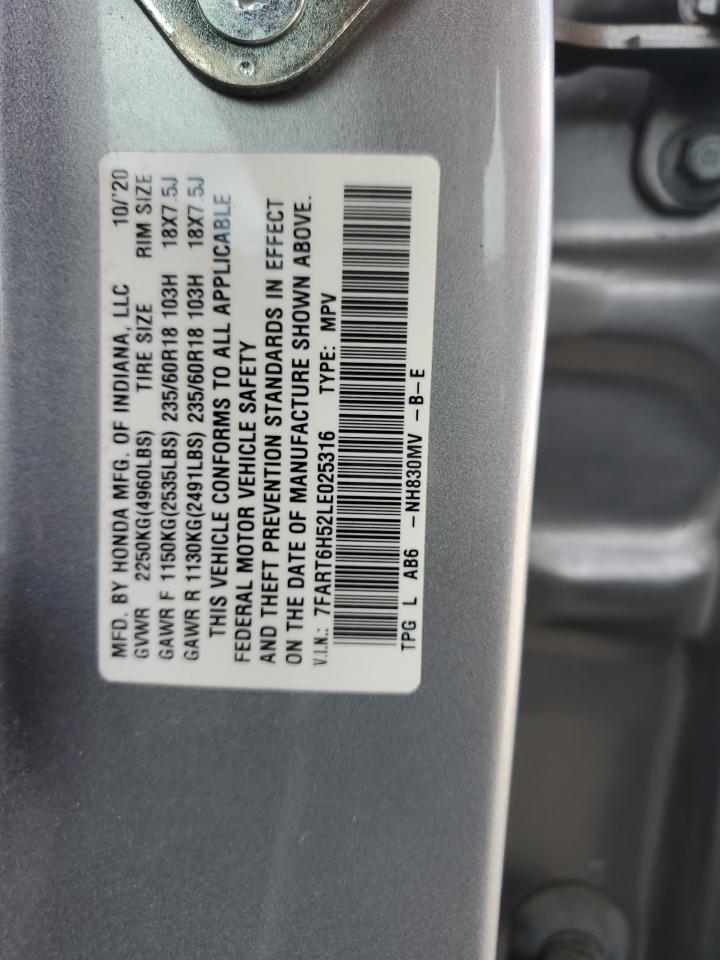 MFD. BY HONDA MFG. OF INDIANA, LLC 10/'20
GVWR 2250KG(4960LBS) TIRE SIZE RIM SIZE
GAWR F 1150KG(2535LBS) 235/60R18 103H 18X7.5J
GAWR R 1130KG(2491LBS) 235/60R18 103H 18X7.5J
THIS VEHICLE CONFORMS TO ALL APPLICABLE
FEDERAL MOTOR VEHICLE SAFETY
AND THEFT PREVENTION STANDARDS IN EFFECT
ON THE DATE OF MANUFACTURE SHOWN ABOVE.
V.I.N.: 7FART6H52LE025316 TYPE: MPV
TPG L AB6 -NH830MV -B-E